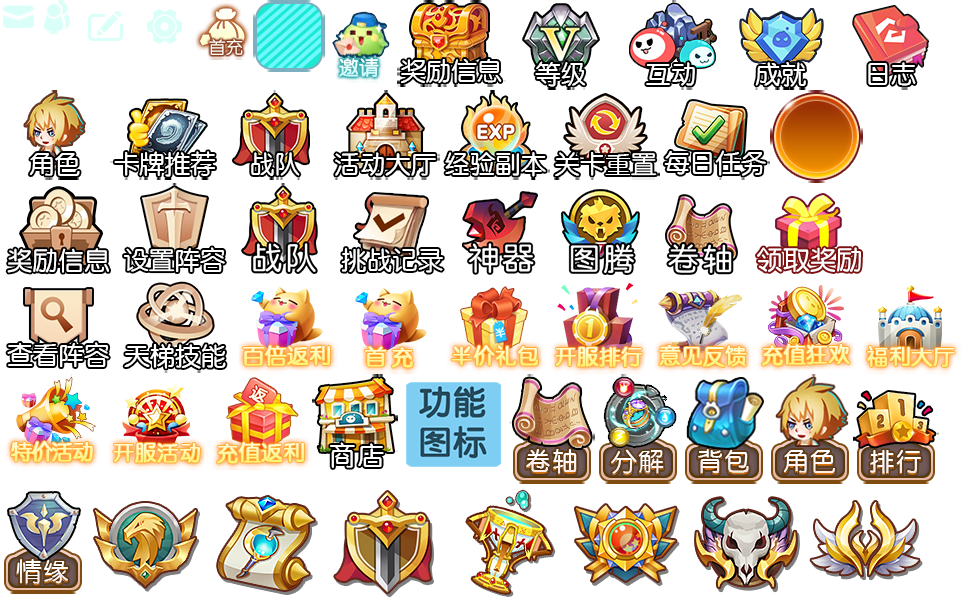 首充
邀请
奖励信息
等级
V
互动
成就
日志
角色
卡牌推荐
战队
活动大厅
EXP
经验副本
关卡重置
每日任务
奖励信息
设置阵容
战队
挑战记录
神器
图腾
卷轴
领取奖励
查看阵容
天梯技能
百倍返利
首充
半价礼包
1
开服排行
意见反馈
充值狂欢
福利大厅
特价活动
开服活动
返
充值返利
商店
功能
图标
卷轴
分解
背包
角色
2 1 3
排行
情缘